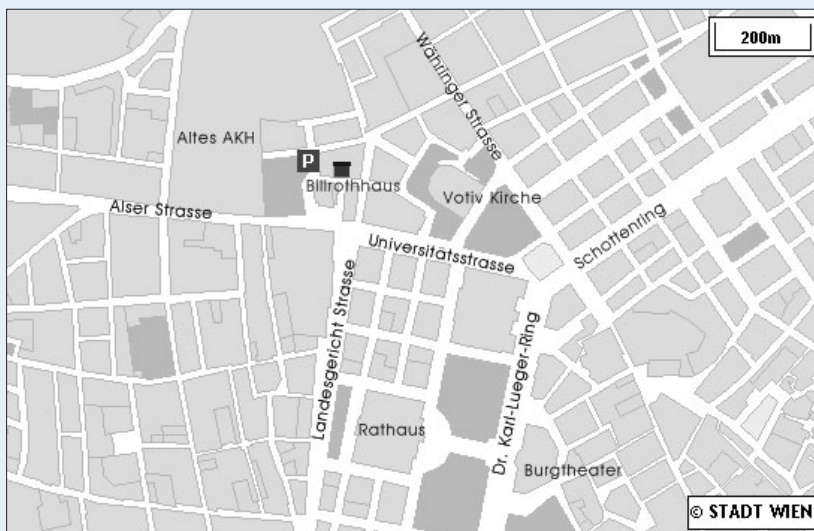 200m
Währinger Strasse
Altes AKH
P
Billrothhaus
Votiv Kirche
Alser Strasse
Universitätsstrasse
Schottenring
Landesgericht Strasse
Dr. Karl-Lueger-Ring
Rathaus
Burgtheater
© STADT WIEN